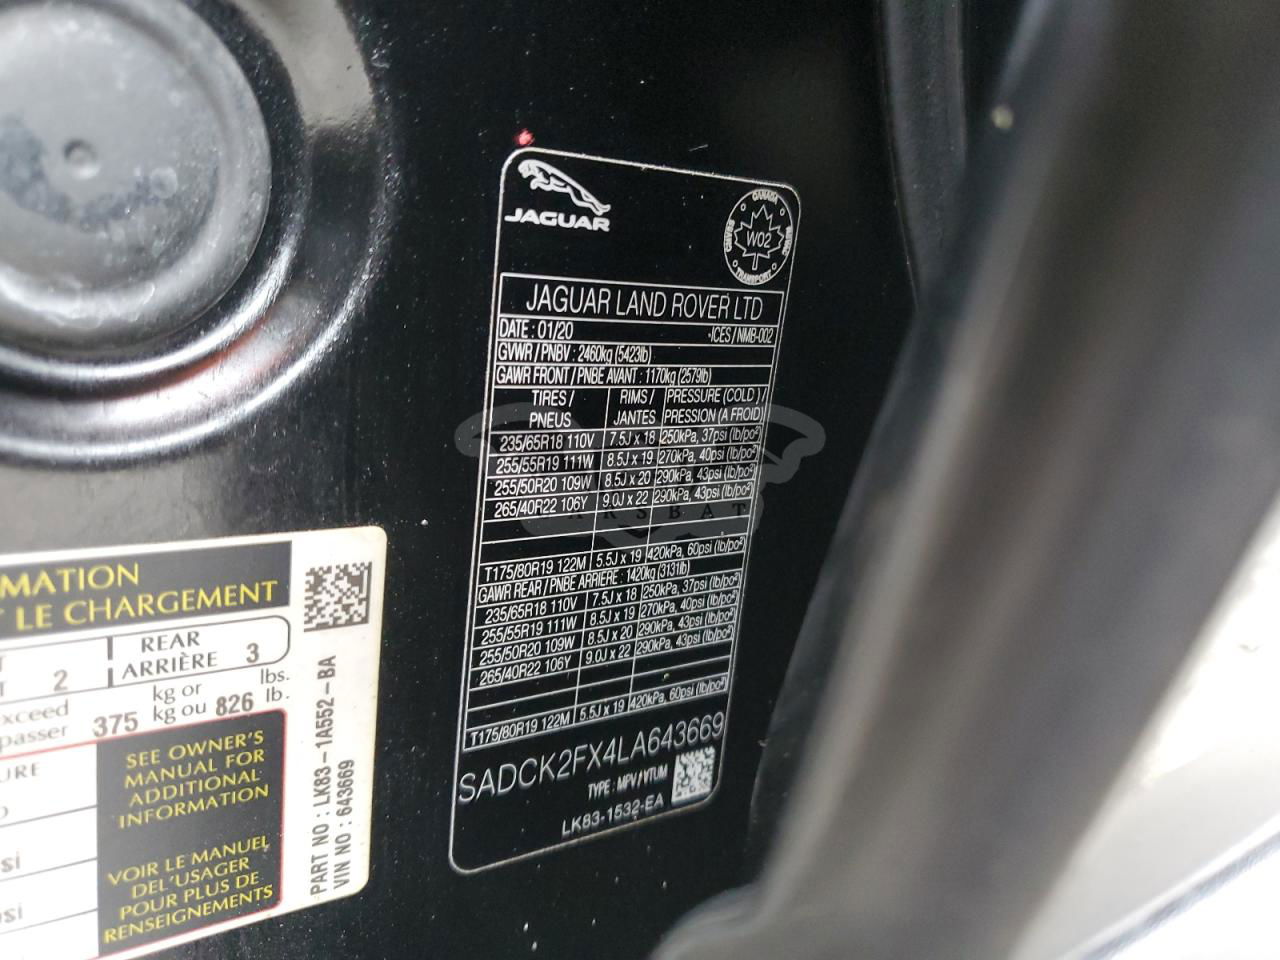 JAGUAR
CANADA
W02
TRANSPORT
JAGUAR LAND ROVER LTD
DATE : 01/20
-ICES / NMB-002
GVWR / PNBV : 2460kg (5423lb)
GAWR FRONT / PNBE AVANT : 1170kg (2579lb)
TIRES / RIMS / PRESSURE (COLD) /
PNEUS JANTES PRESSION (A FROID)
235/65R18 110V 7.5J x 18 250kPa, 37psi (lb/po²)
255/55R19 111W 8.5J x 19 270kPa, 40psi (lb/po²)
255/50R20 109W 8.5J x 20 290kPa, 43psi (lb/po²)
265/40R22 106Y 9.0J x 22 290kPa, 43psi (lb/po²)
T175/80R19 122M 5.5J x 19 420kPa, 60psi (lb/po²)
GAWR REAR / PNBE ARRIERE : 1420kg (3131lb)
235/65R18 110V 7.5J x 18 250kPa, 37psi (lb/po²)
255/55R19 111W 8.5J x 19 270kPa, 40psi (lb/po²)
255/50R20 109W 8.5J x 20 290kPa, 43psi (lb/po²)
265/40R22 106Y 9.0J x 22 290kPa, 43psi (lb/po²)
T175/80R19 122M 5.5J x 19 420kPa, 60psi (lb/po²)
SADCK2FX4LA643669
TYPE : MPV / VTUM
LK83-1532-EA
MATION
LE CHARGEMENT
2 REAR
ARRIÈRE 3
xceed 375 kg or 826 lbs.
passer kg ou lb.
URE
SEE OWNER'S
MANUAL FOR
ADDITIONAL
INFORMATION
si
VOIR LE MANUEL
DEL'USAGER
POUR PLUS DE
RENSEIGNEMENTS
si
PART NO : LK83-1A552-BA
VIN NO : 643669